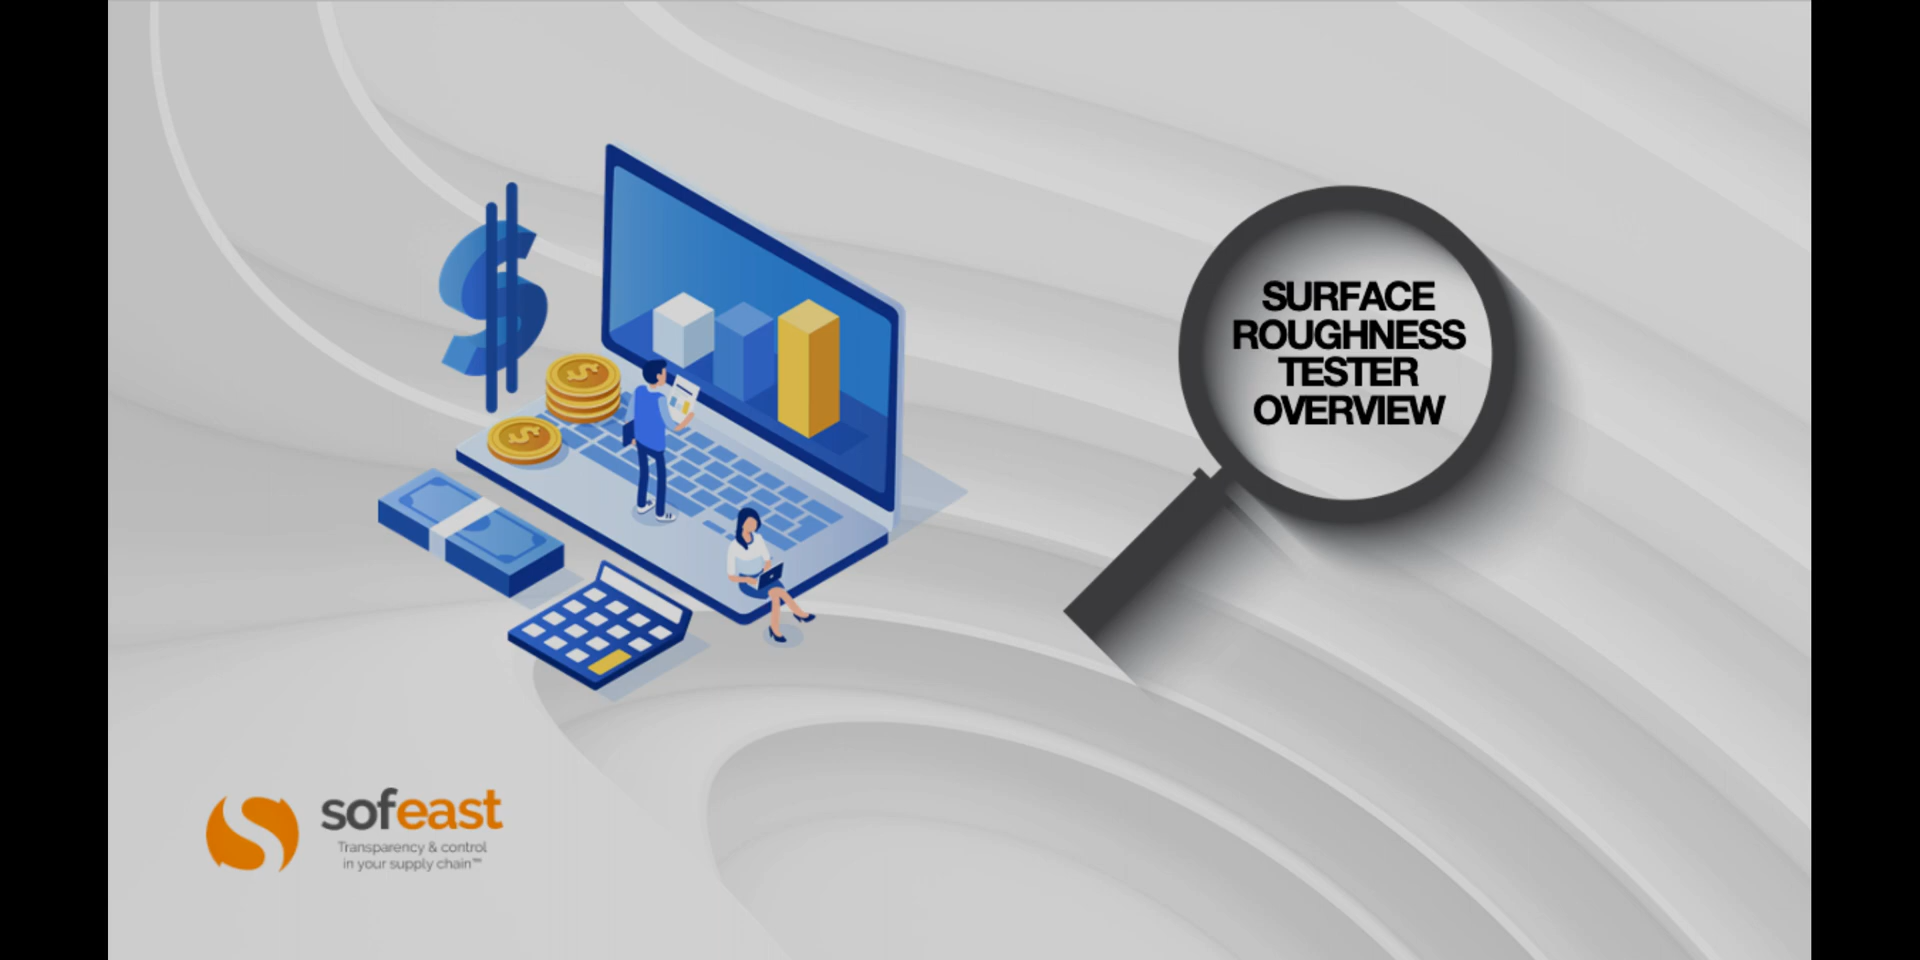 SURFACE
ROUGHNESS
TESTER
OVERVIEW
sofeast
Transparency & control
in your supply chain™